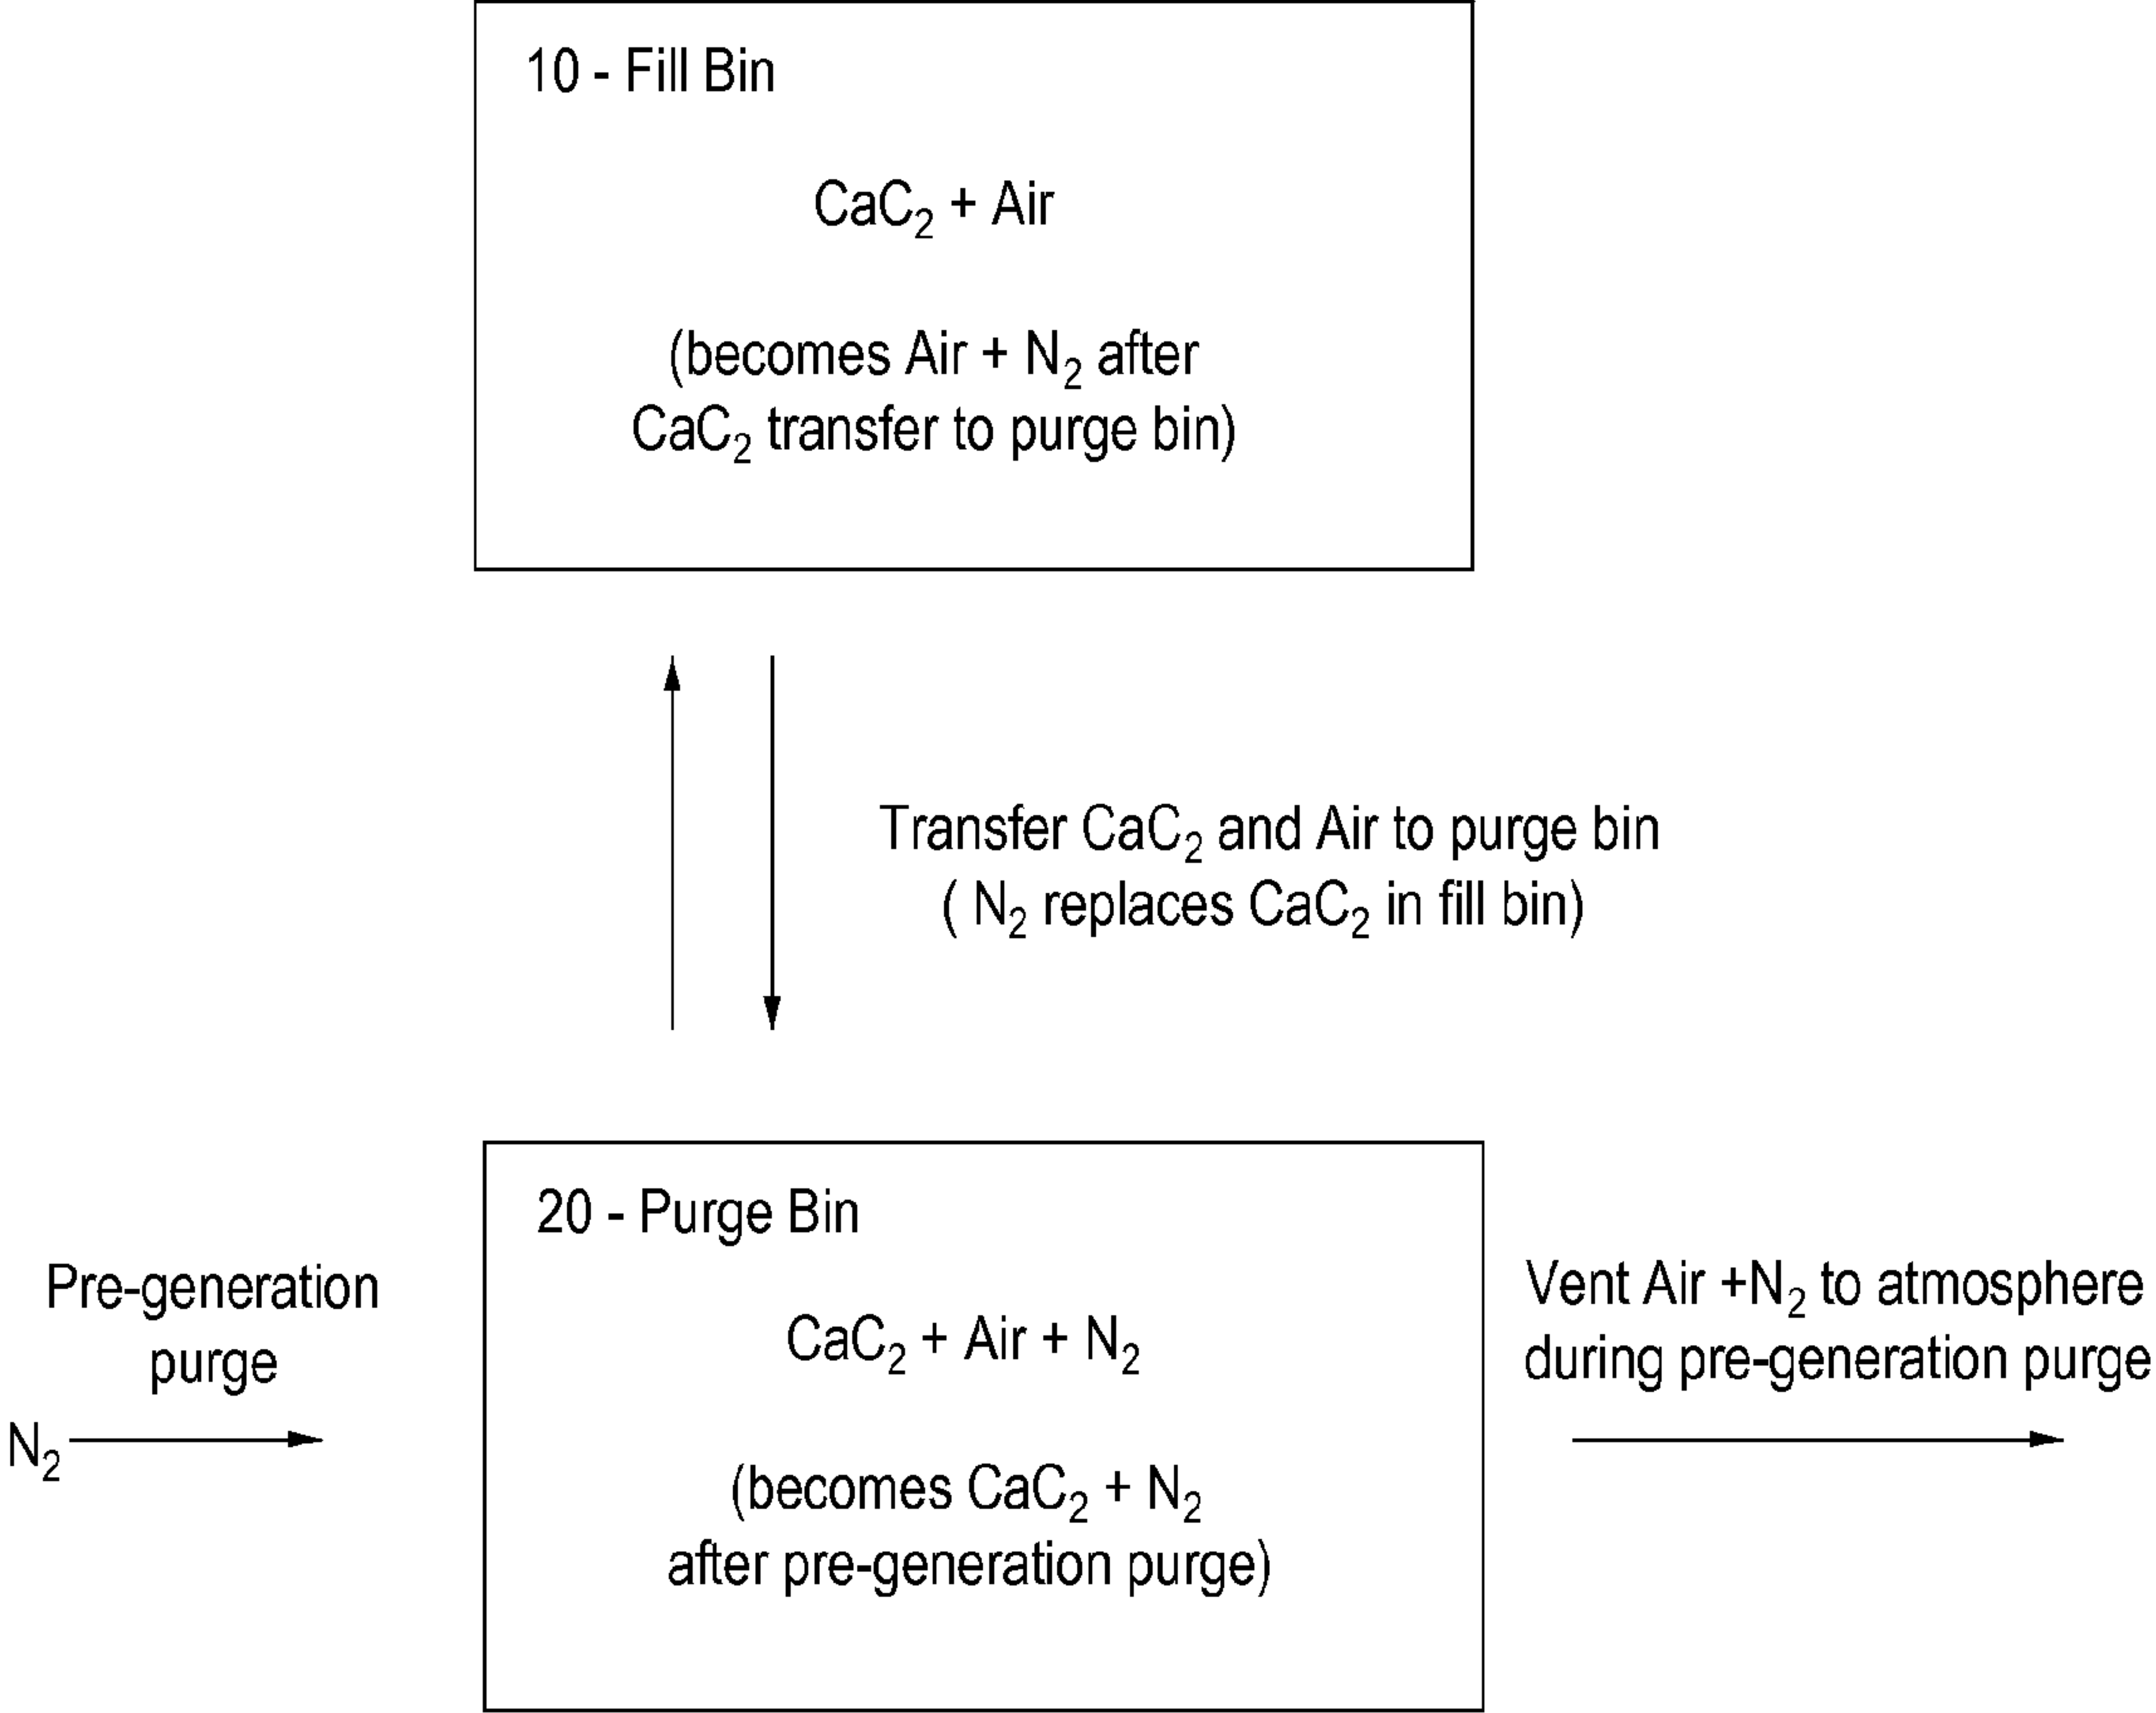 10 - Fill Bin
CaC₂ + Air
(becomes Air + N₂ after
CaC₂ transfer to purge bin)
Transfer CaC₂ and Air to purge bin
( N₂ replaces CaC₂ in fill bin)
20 - Purge Bin
Pre-generation
purge
N₂
CaC₂ + Air + N₂
(becomes CaC₂ + N₂
after pre-generation purge)
Vent Air +N₂ to atmosphere
during pre-generation purge